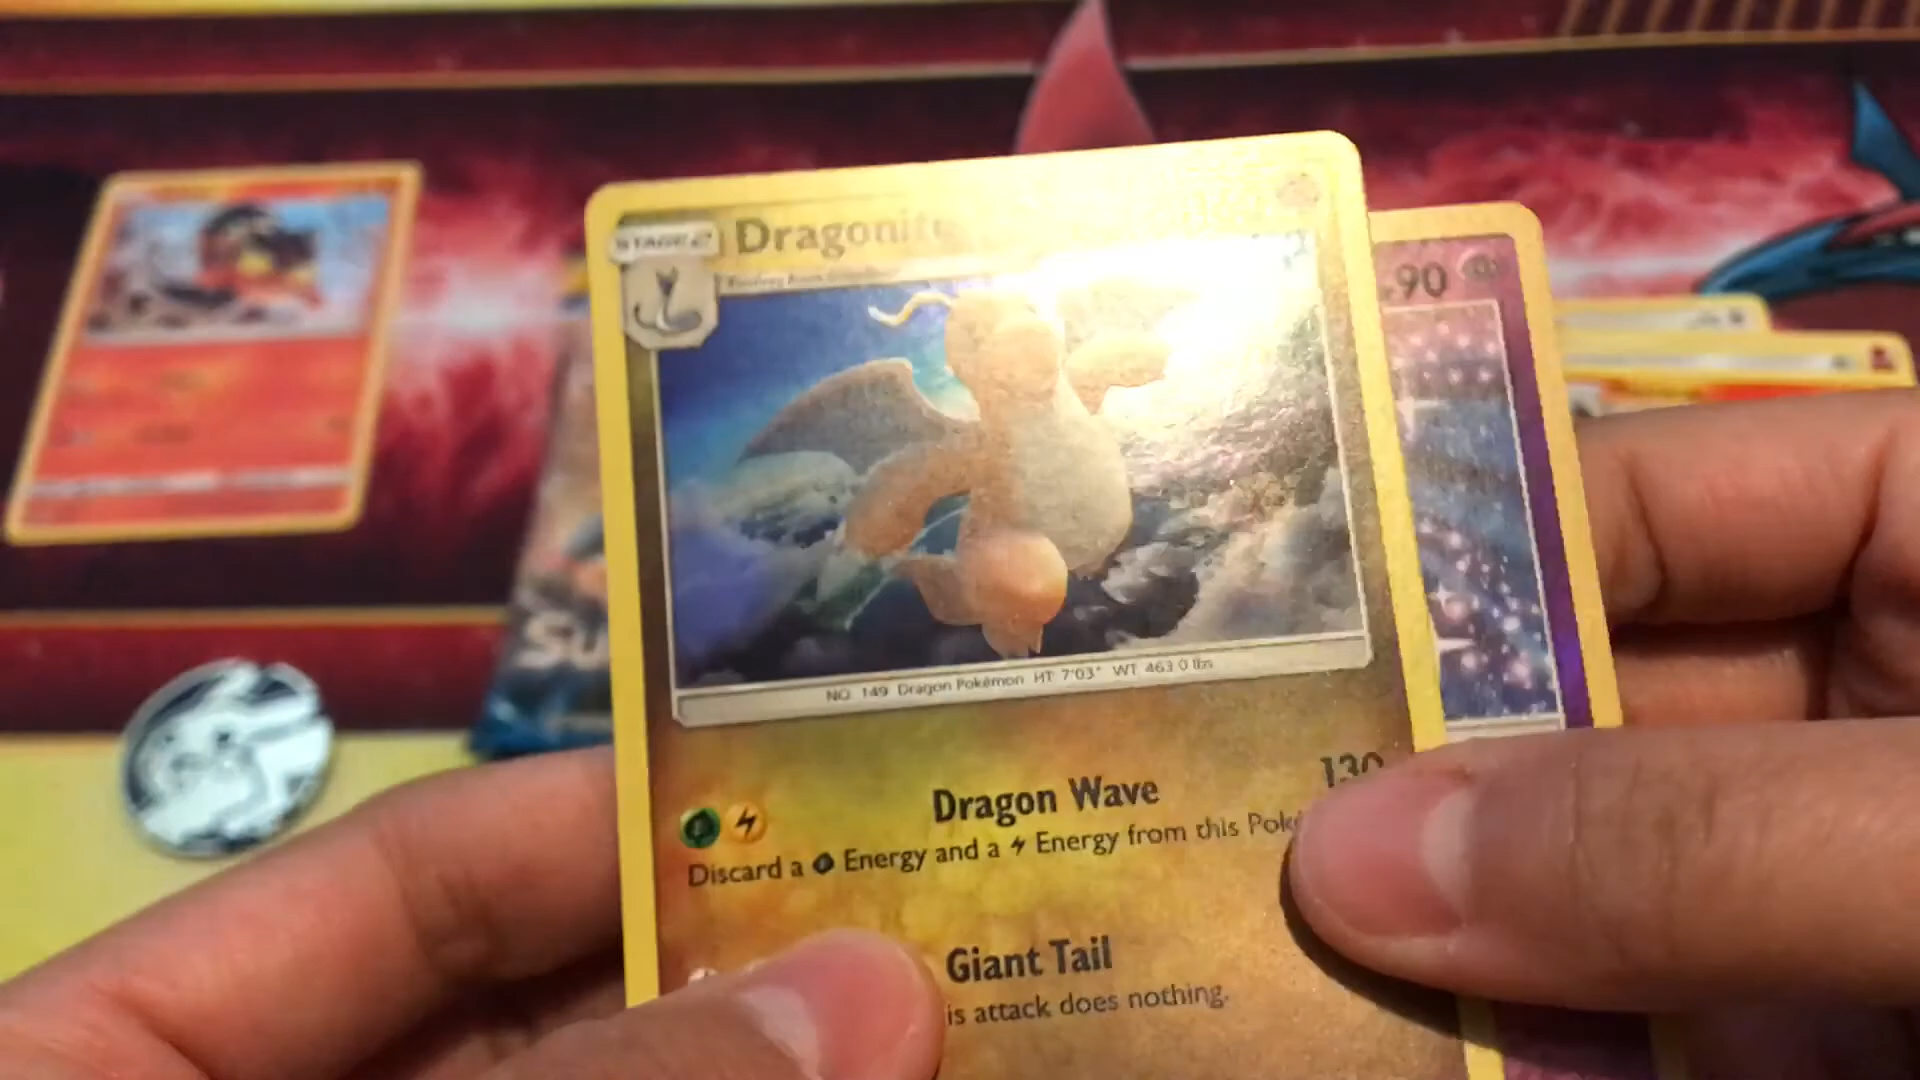 STAGE 2 Dragonite
90
NO. 149 Dragon Pokémon HT 7'03" WT 463.0 lbs
Dragon Wave 130
Discard a Energy and a Energy from this Poké
Giant Tail
is attack does nothing.
SU